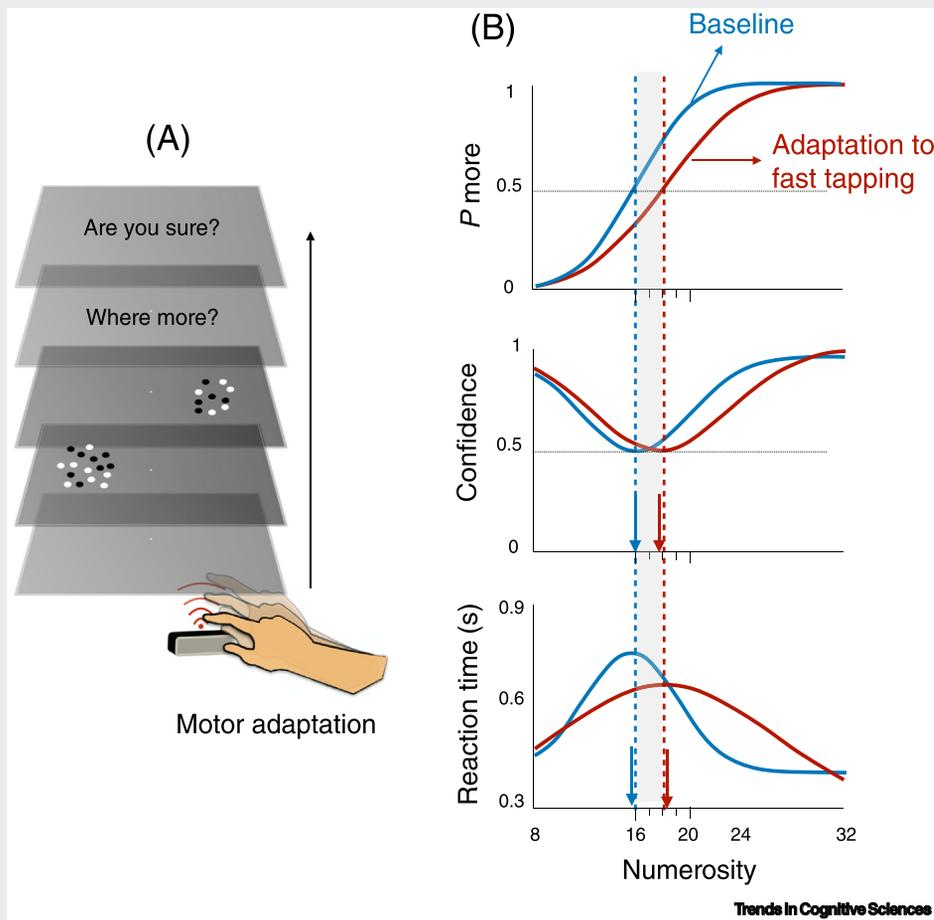 (A)
Are you sure?
Where more?
Motor adaptation
(B)
Baseline
Adaptation to
fast tapping
P more
1
0.5
0
Confidence
1
0.5
0
Reaction time (s)
0.9
0.6
0.3
8 16 20 24 32
Numerosity
Trends in Cognitive Sciences